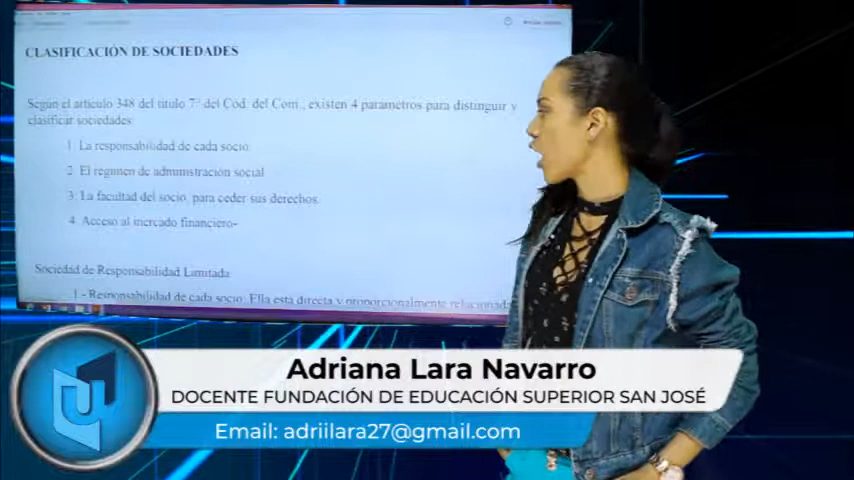 CLASIFICACIÓN DE SOCIEDADES
Según el artículo 348 del título 7° del Cód. del Com., existen 4 parámetros para distinguir y
clasificar sociedades:
1. La responsabilidad de cada socio.
2. El régimen de administración social
3. La facultad del socio, para ceder sus derechos.
4. Acceso al mercado financiero-
Sociedad de Responsabilidad Limitada
1.- Responsabilidad de cada socio. Ella está directa y proporcionalmente relacionada
Adriana Lara Navarro
DOCENTE FUNDACIÓN DE EDUCACIÓN SUPERIOR SAN JOSÉ
Email: adriilara27@gmail.com